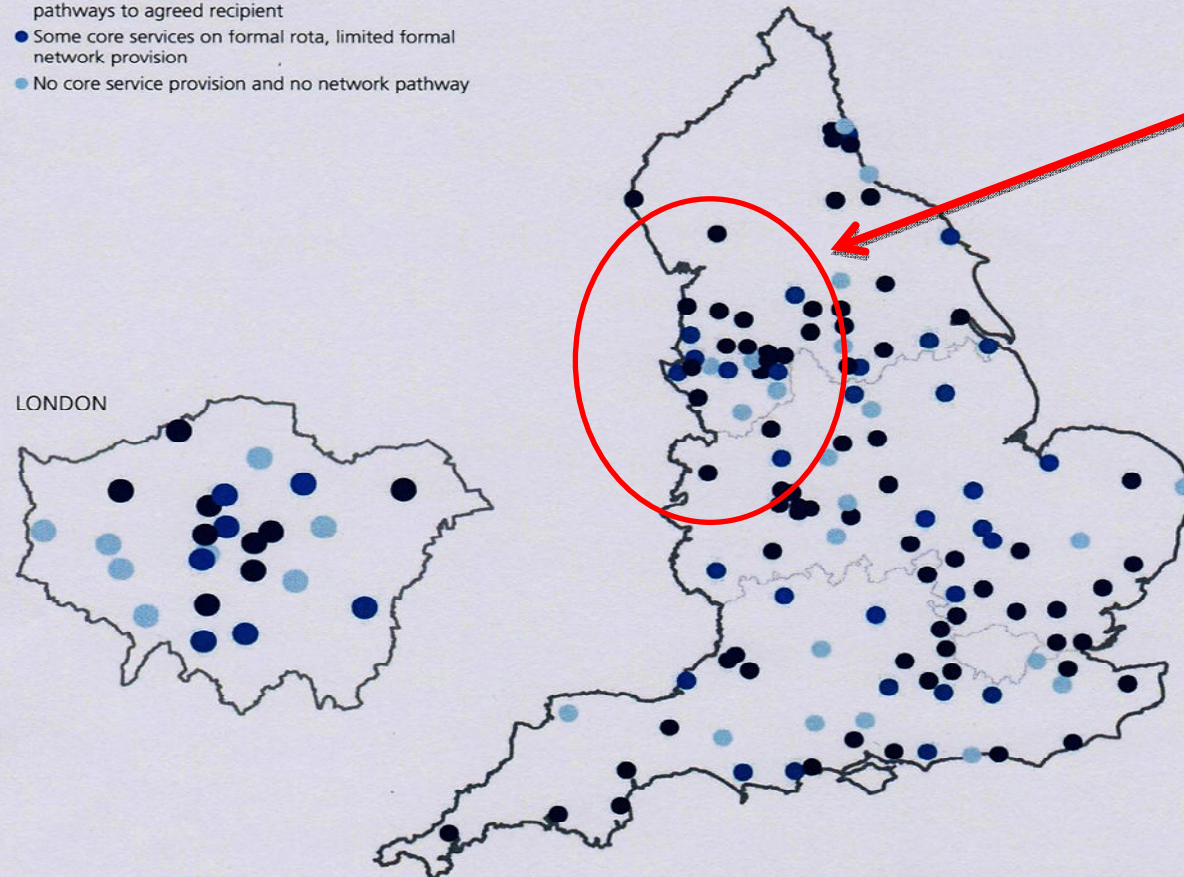 pathways to agreed recipient
Some core services on formal rota, limited formal
network provision
No core service provision and no network pathway
LONDON